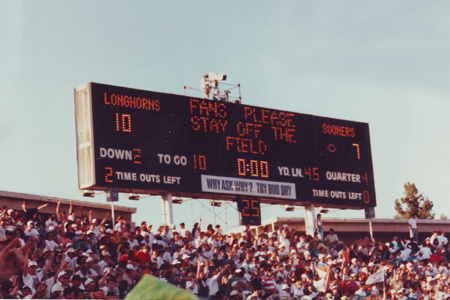 LONGHORNS
10
FANS PLEASE
STAY OFF THE
FIELD
SOONERS
7
DOWN 2 TO GO 10 0:00 YD. LN. 45 QUARTER 4
2 TIME OUTS LEFT
WHY ASK WHY? TRY BUD DRY
TIME OUTS LEFT 0
25